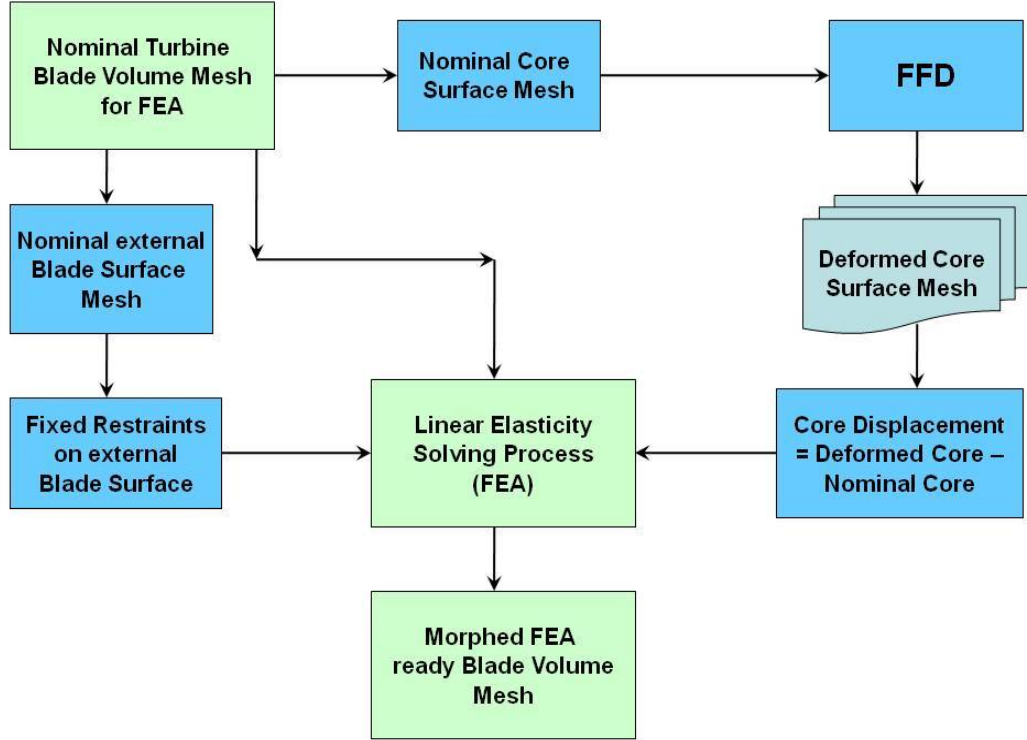 Nominal Turbine
Blade Volume Mesh
for FEA
Nominal Core
Surface Mesh
FFD
Nominal external
Blade Surface
Mesh
Deformed Core
Surface Mesh
Fixed Restraints
on external
Blade Surface
Linear Elasticity
Solving Process
(FEA)
Core Displacement
= Deformed Core –
Nominal Core
Morphed FEA
ready Blade Volume
Mesh